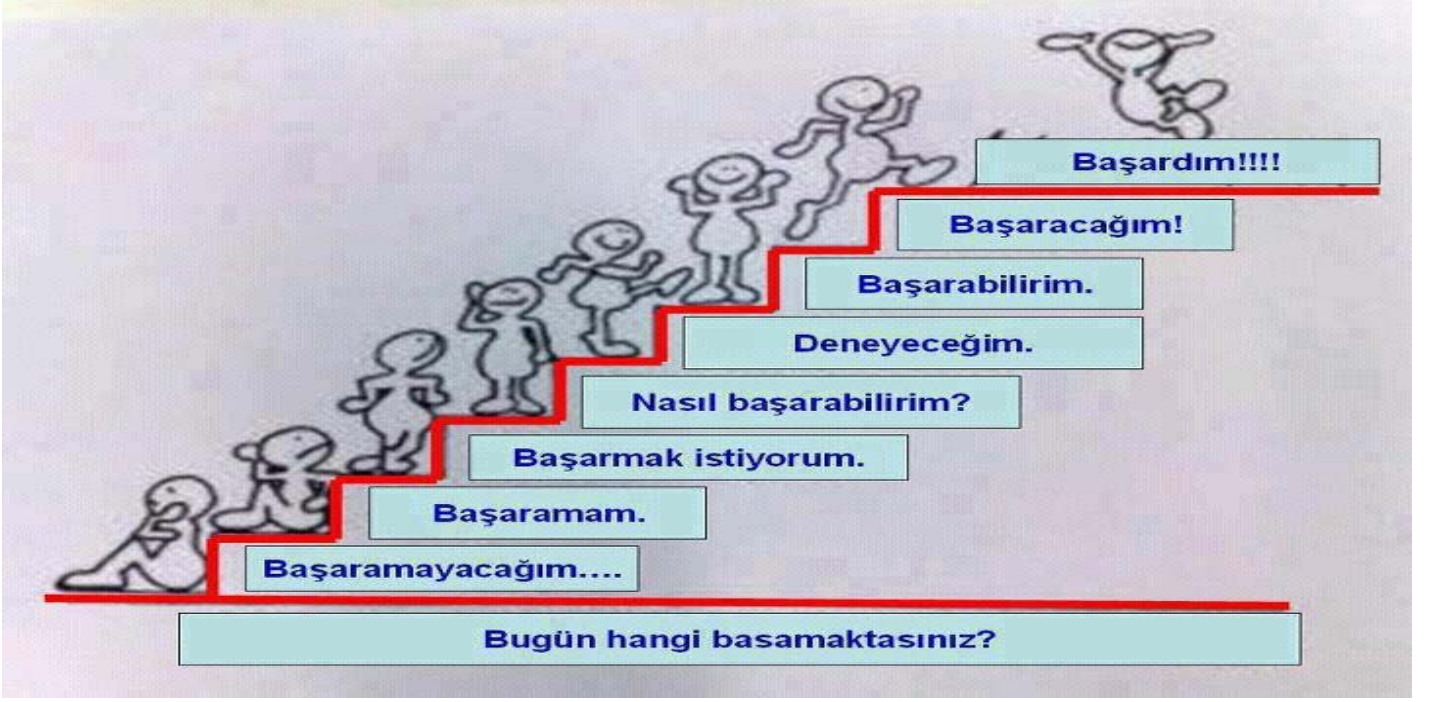 Başardım!!!!
Başaracağım!
Başarabilirim.
Deneyeceğim.
Nasıl başarabilirim?
Başarmak istiyorum.
Başaramam.
Başaramayacağım....
Bugün hangi basamaktasınız?